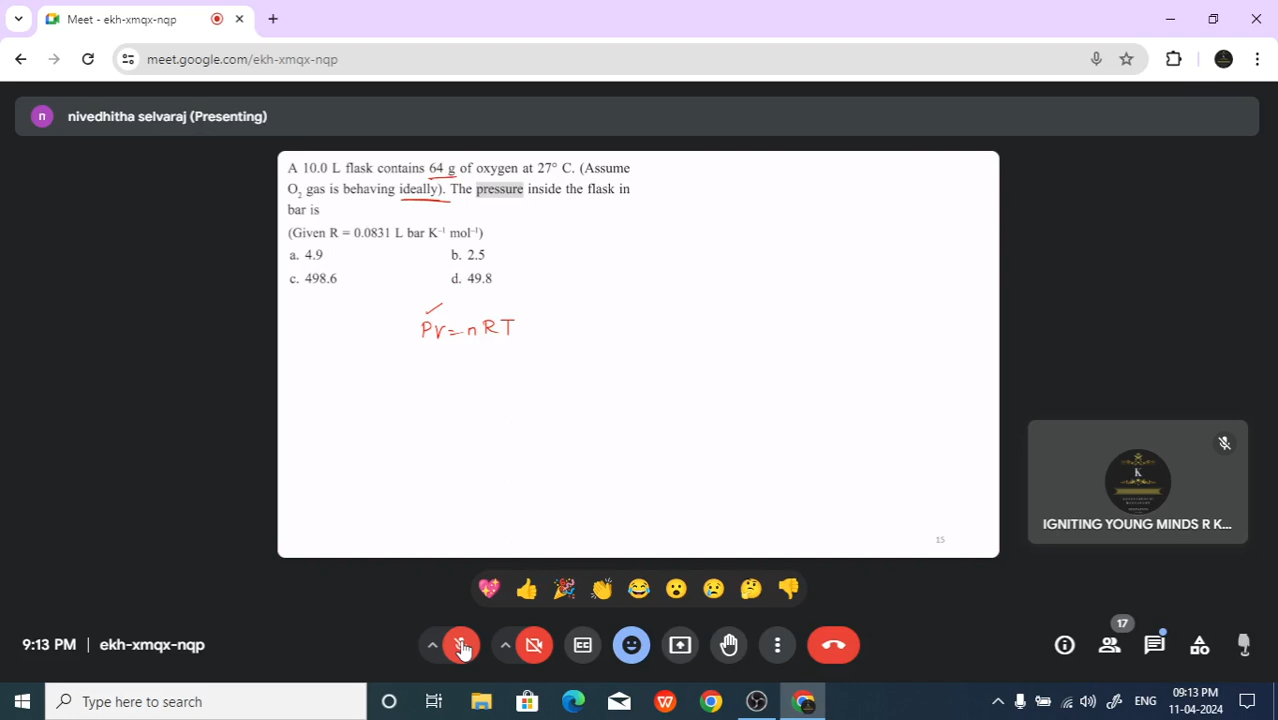 Meet - ekh-xmqx-nqp
meet.google.com/ekh-xmqx-nqp
n
nivedhitha selvaraj (Presenting)
A 10.0 L flask contains 64 g of oxygen at 27° C. (Assume
O₂ gas is behaving ideally). The pressure inside the flask in
bar is
(Given R = 0.0831 L bar K⁻¹ mol⁻¹)
a. 4.9 b. 2.5
c. 498.6 d. 49.8
PV = nRT
15
K
IGNITING YOUNG MINDS R K...
17
9:13 PM | ekh-xmqx-nqp
Type here to search
ENG
09:13 PM
11-04-2024